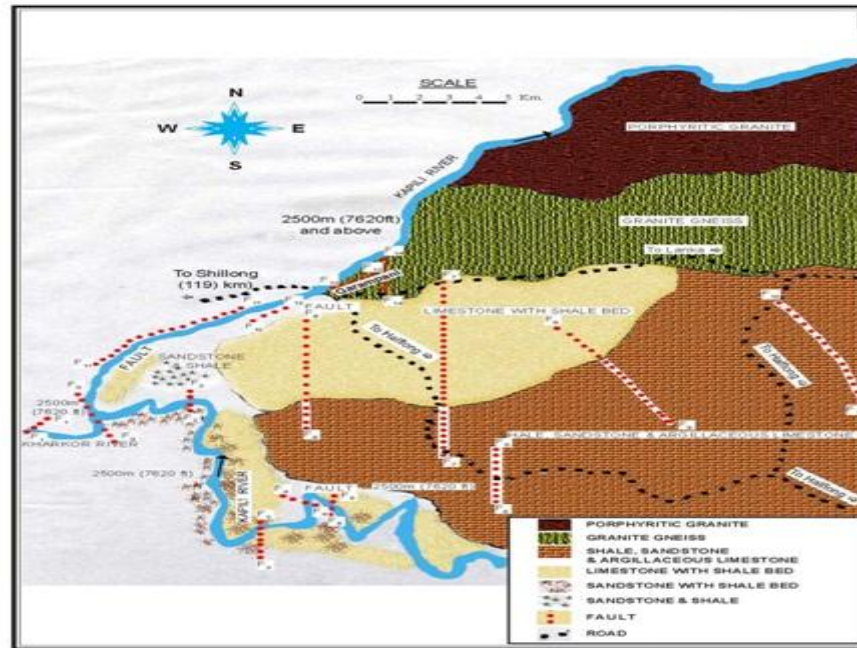 SCALE
0 1 2 3 4 5 Km.
N
W E
S
PORPHYRITIC GRANITE
KAPILI RIVER
GRANITE GNEISS
2500m (7620ft)
and above
To Lanka
To Shillong
(119) km)
Garampani
FAULT
LIMESTONE WITH SHALE BED
To Haflong
To Haflong
FAULT
SANDSTONE
& SHALE
2500m
(7620 ft)
KHARKOR RIVER
HALE, SANDSTONE & ARGILLACEOUS LIMESTONE
2500m (7620 ft)
KAPILI RIVER
FAULT
2500m (7620 ft)
To Haflong
PORPHYRITIC GRANITE
GRANITE GNEISS
SHALE, SANDSTONE
& ARGILLACEOUS LIMESTONE
LIMESTONE WITH SHALE BED
SANDSTONE WITH SHALE BED
SANDSTONE & SHALE
FAULT
ROAD